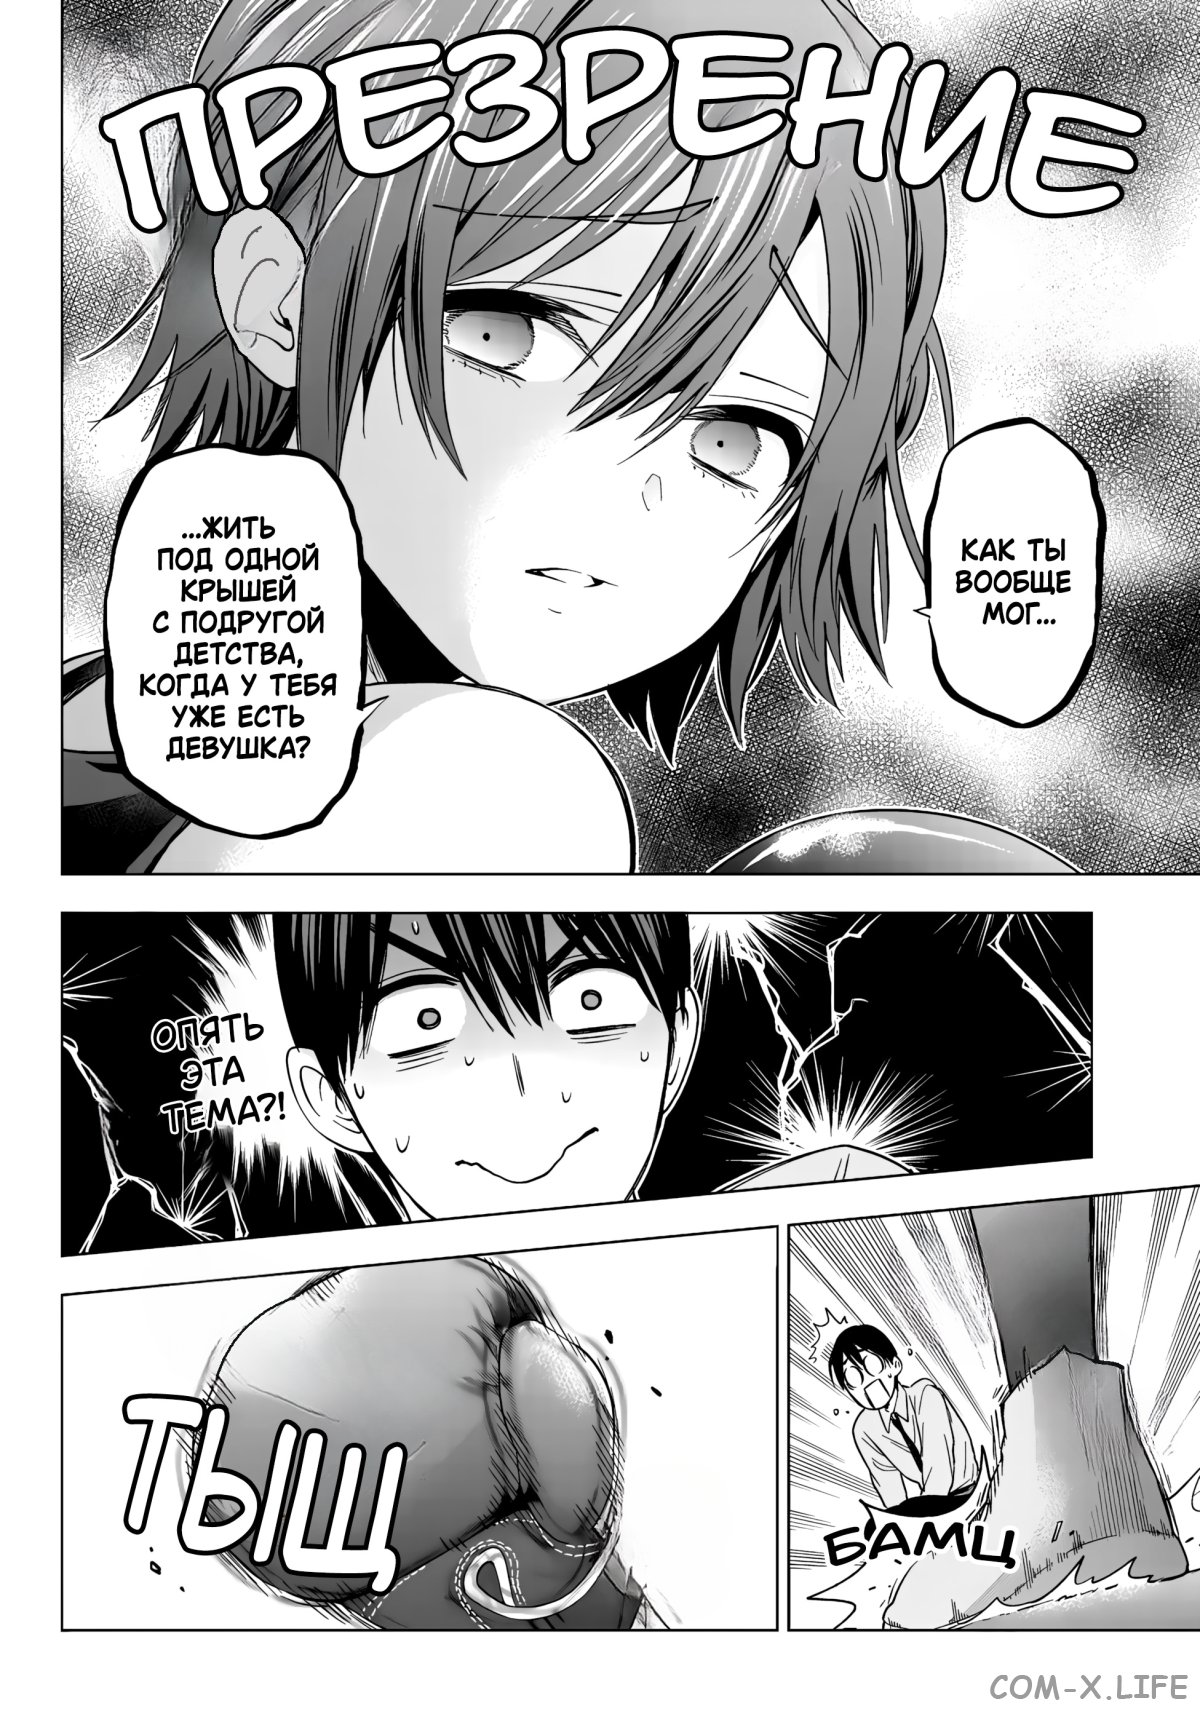 ПРЕЗРЕНИЕ
КАК ТЫ
ВООБЩЕ
МОГ...
...ЖИТЬ
ПОД ОДНОЙ
КРЫШЕЙ
С ПОДРУГОЙ
ДЕТСТВА,
КОГДА У ТЕБЯ
УЖЕ ЕСТЬ
ДЕВУШКА?
ОПЯТЬ
ЭТА
ТЕМА?!
БАМЦ
ТЫЩ
COM-X.LIFE